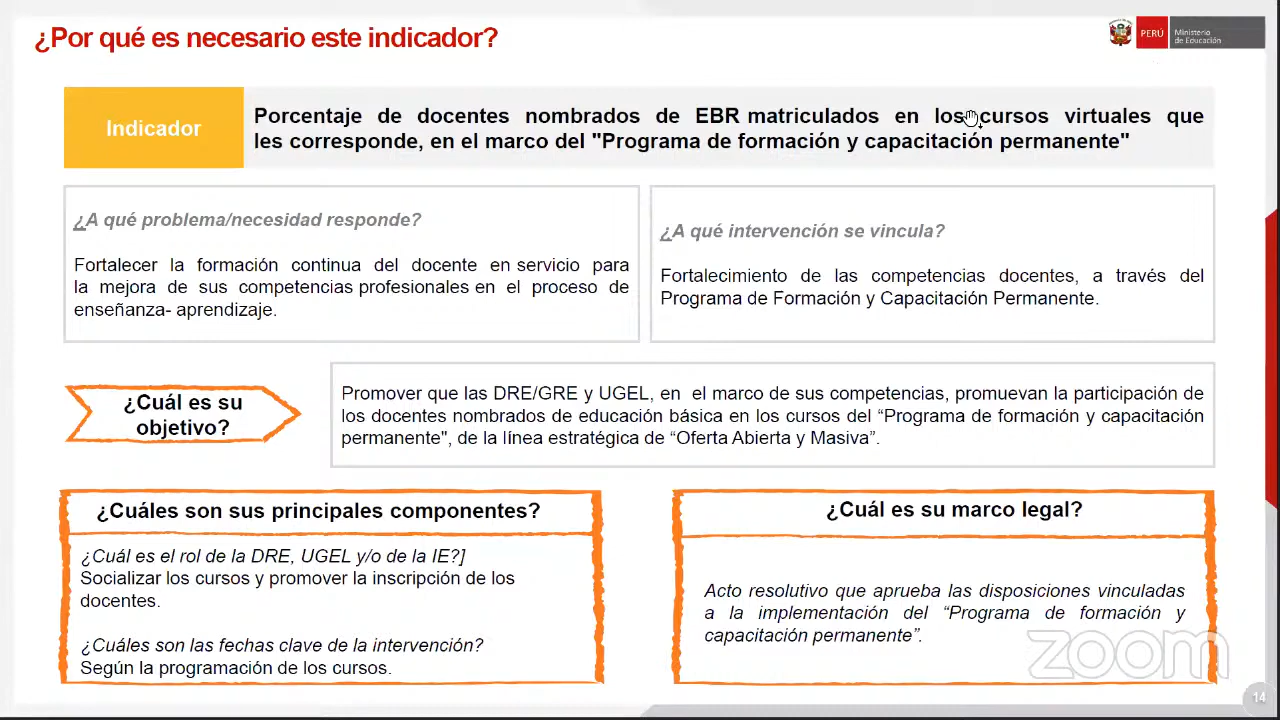 ¿Por qué es necesario este indicador?
PERÚ
Ministerio
de Educación
Indicador
Porcentaje de docentes nombrados de EBR matriculados en los cursos virtuales que
les corresponde, en el marco del "Programa de formación y capacitación permanente"
¿A qué problema/necesidad responde?
Fortalecer la formación continua del docente en servicio para
la mejora de sus competencias profesionales en el proceso de
enseñanza- aprendizaje.
¿A qué intervención se vincula?
Fortalecimiento de las competencias docentes, a través del
Programa de Formación y Capacitación Permanente.
¿Cuál es su
objetivo?
Promover que las DRE/GRE y UGEL, en el marco de sus competencias, promuevan la participación de
los docentes nombrados de educación básica en los cursos del “Programa de formación y capacitación
permanente", de la línea estratégica de “Oferta Abierta y Masiva”.
¿Cuáles son sus principales componentes?
¿Cuál es el rol de la DRE, UGEL y/o de la IE?]
Socializar los cursos y promover la inscripción de los
docentes.
¿Cuáles son las fechas clave de la intervención?
Según la programación de los cursos.
¿Cuál es su marco legal?
Acto resolutivo que aprueba las disposiciones vinculadas
a la implementación del “Programa de formación y
capacitación permanente”.
zoom
14